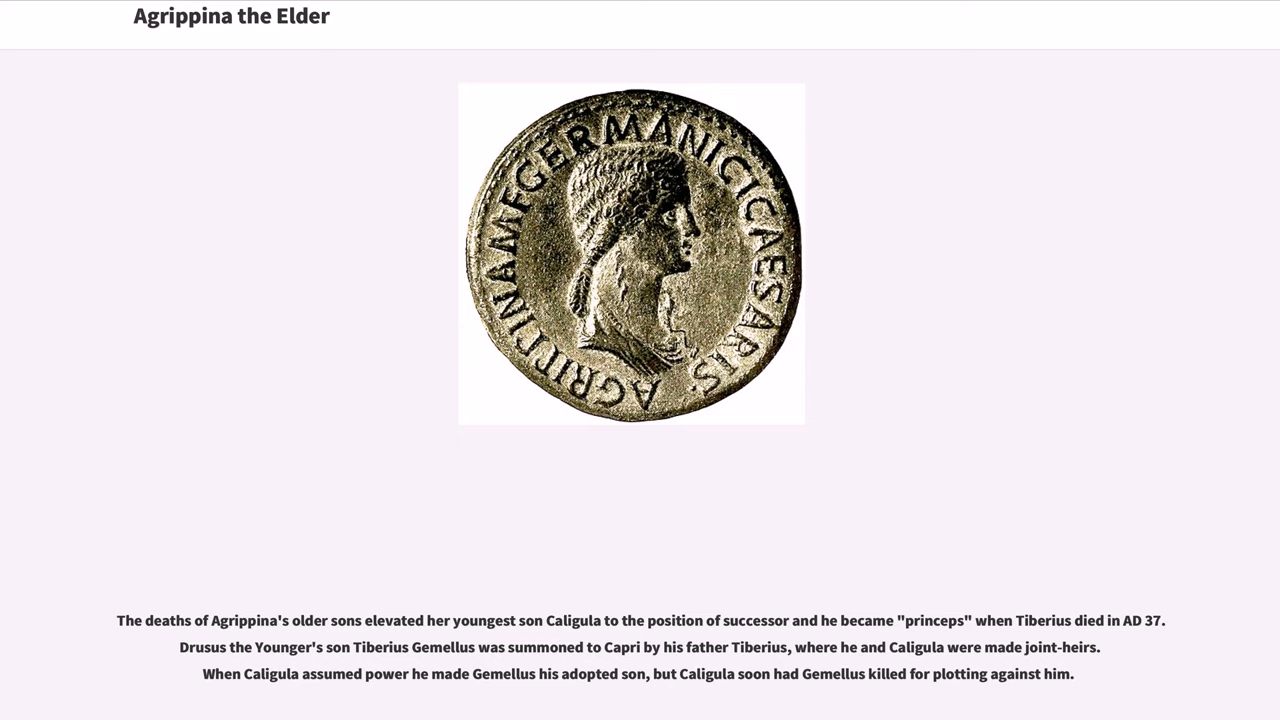 Agrippina the Elder
AGRIPPINAMFGERMANICICAESARIS
The deaths of Agrippina's older sons elevated her youngest son Caligula to the position of successor and he became "princeps" when Tiberius died in AD 37.
Drusus the Younger's son Tiberius Gemellus was summoned to Capri by his father Tiberius, where he and Caligula were made joint-heirs.
When Caligula assumed power he made Gemellus his adopted son, but Caligula soon had Gemellus killed for plotting against him.